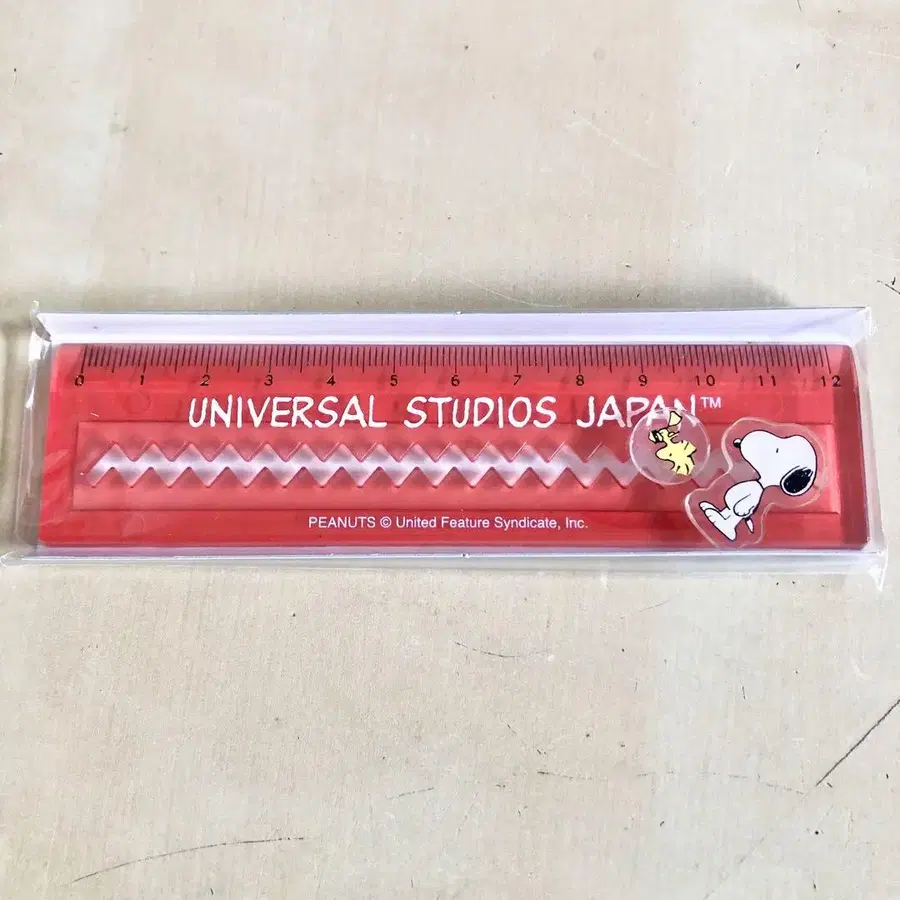 0 1 2 3 4 5 6 7 8 9 10 11 12
UNIVERSAL STUDIOS JAPAN™
PEANUTS © United Feature Syndicate, Inc.